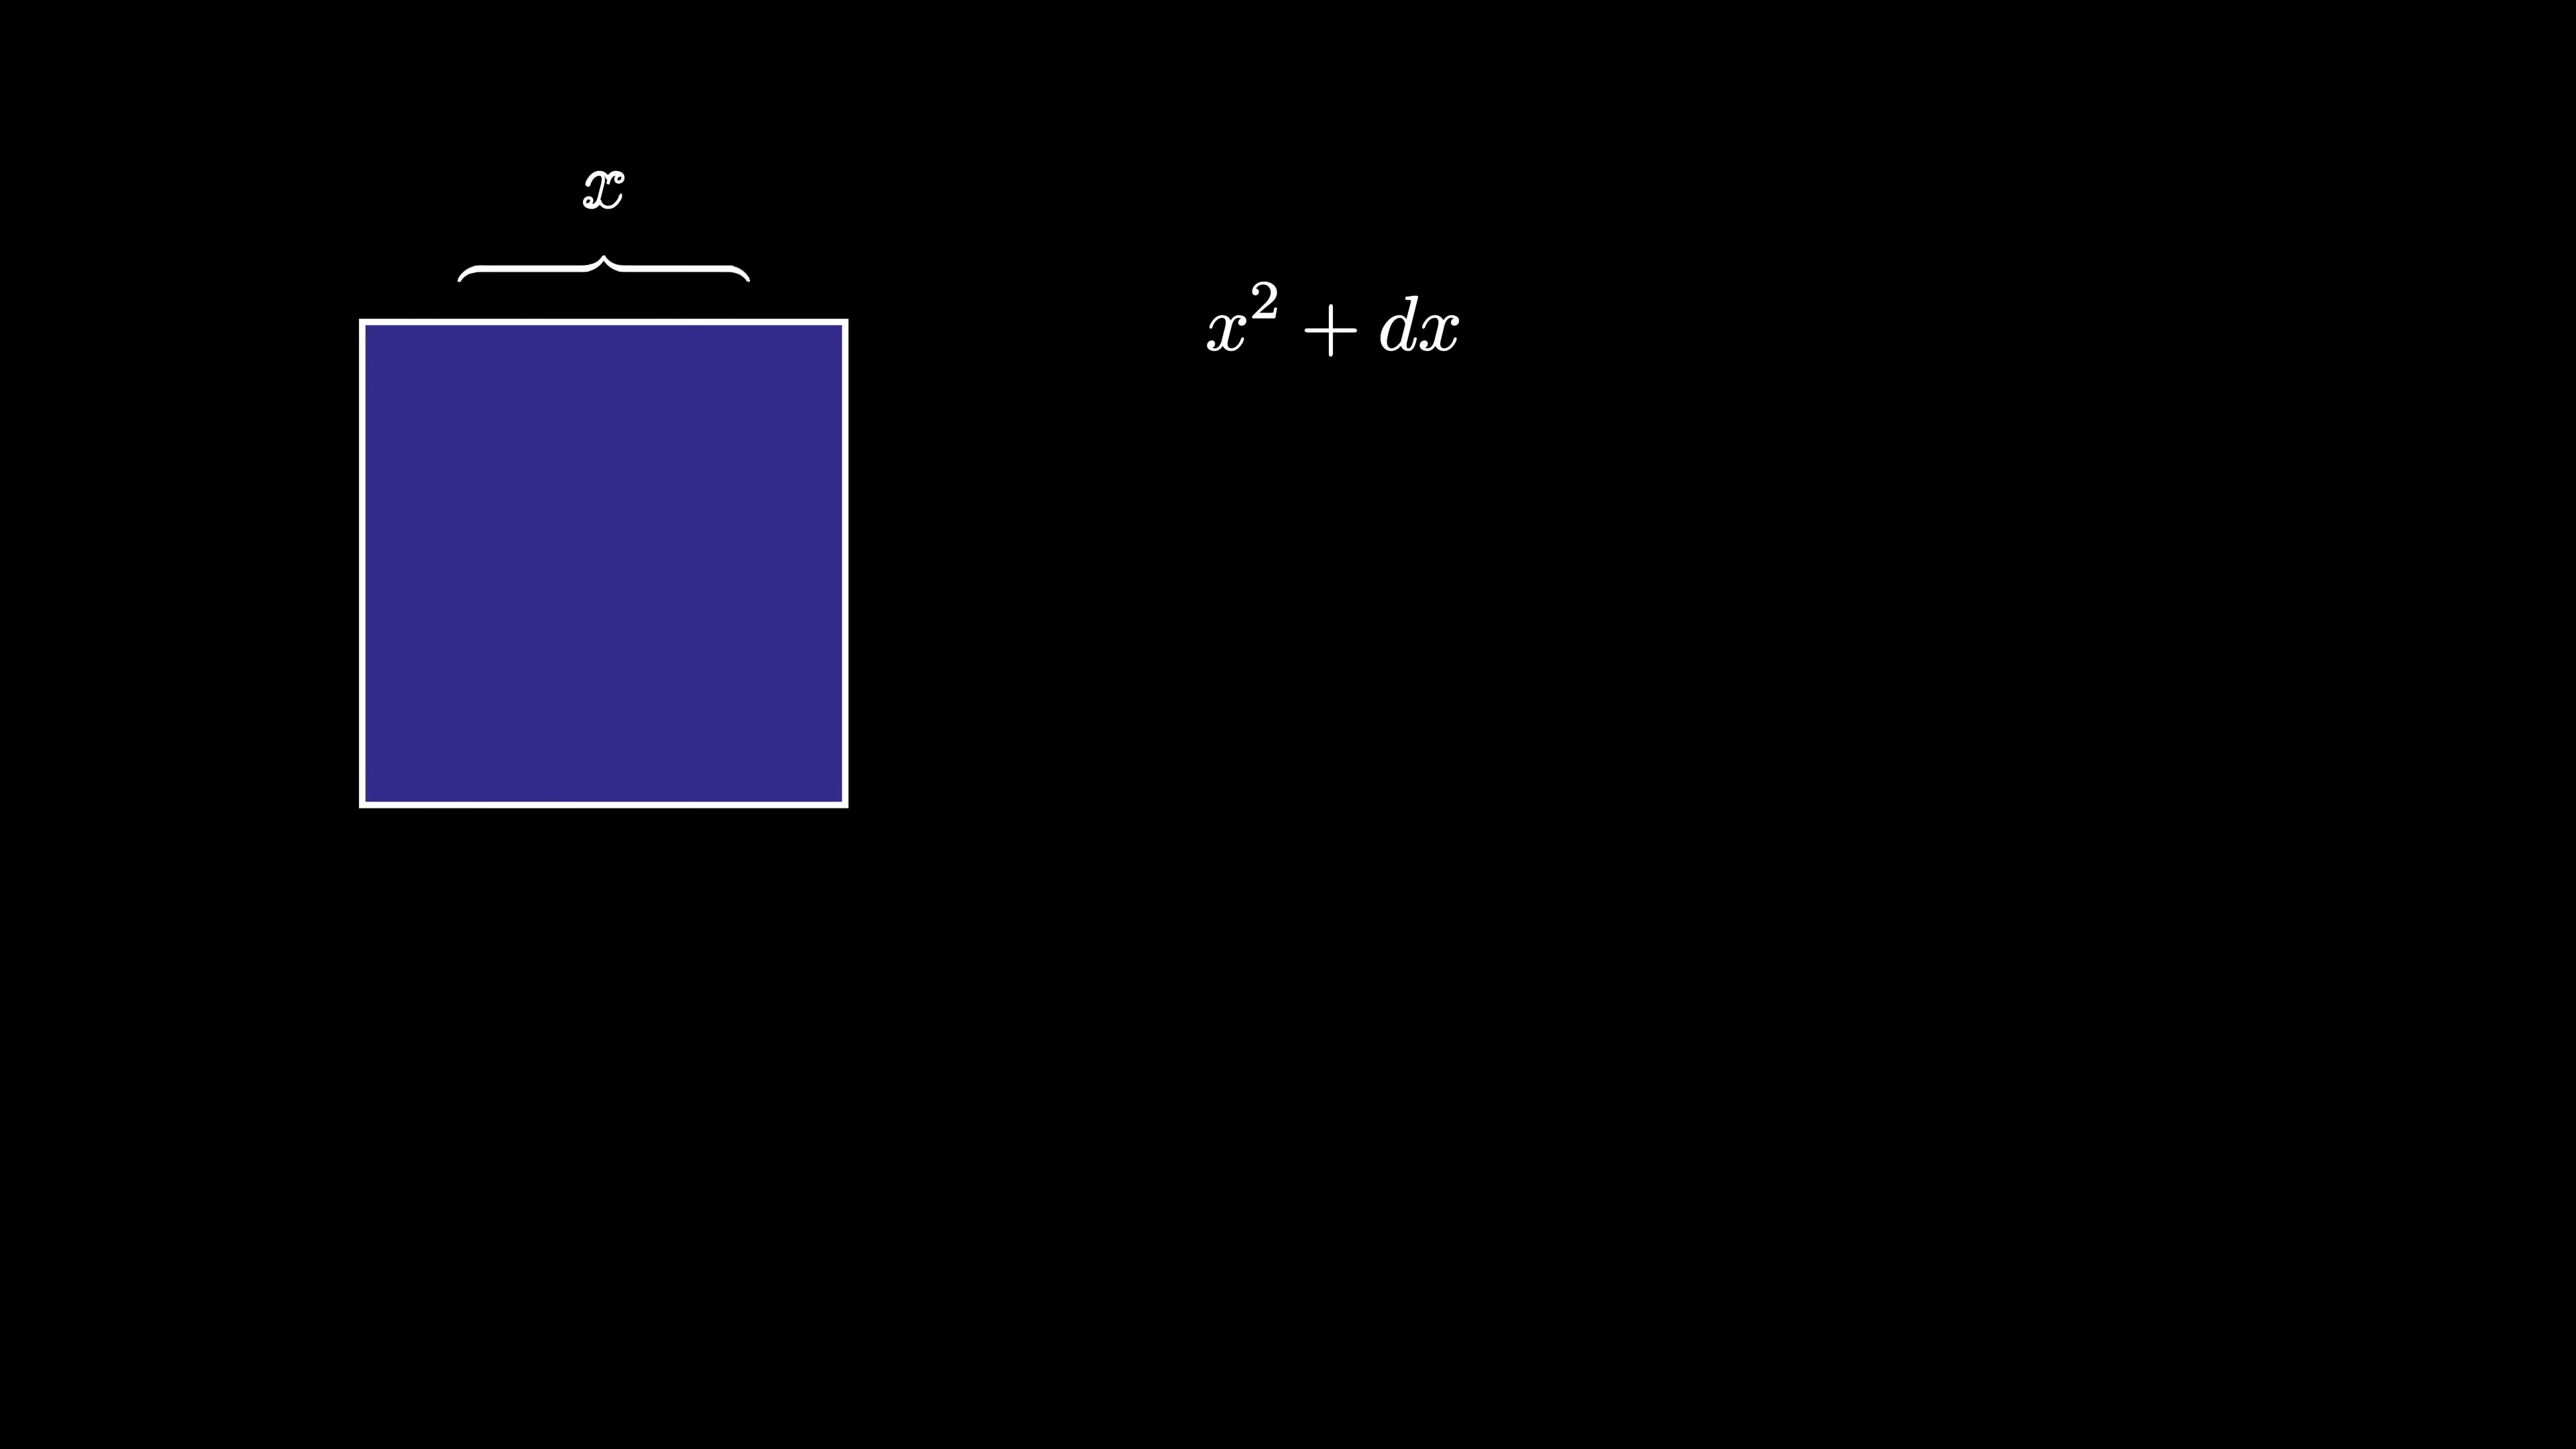 x
x² + dx